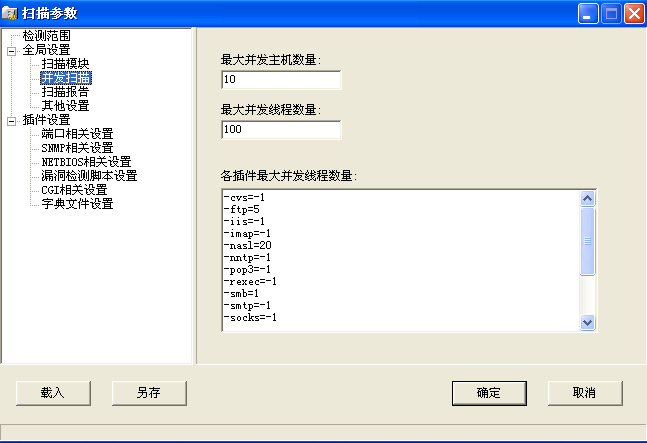 扫描参数
检测范围
全局设置
扫描模块
并发扫描
扫描报告
其他设置
插件设置
端口相关设置
SNMP相关设置
NETBIOS相关设置
漏洞检测脚本设置
CGI相关设置
字典文件设置
最大并发主机数量:
10
最大并发线程数量:
100
各插件最大并发线程数量:
-cvs=-1
-ftp=5
-iis=-1
-imap=-1
-nasl=20
-nntp=-1
-pop3=-1
-rexec=-1
-smb=1
-smtp=-1
-socks=-1
载入 另存 确定 取消